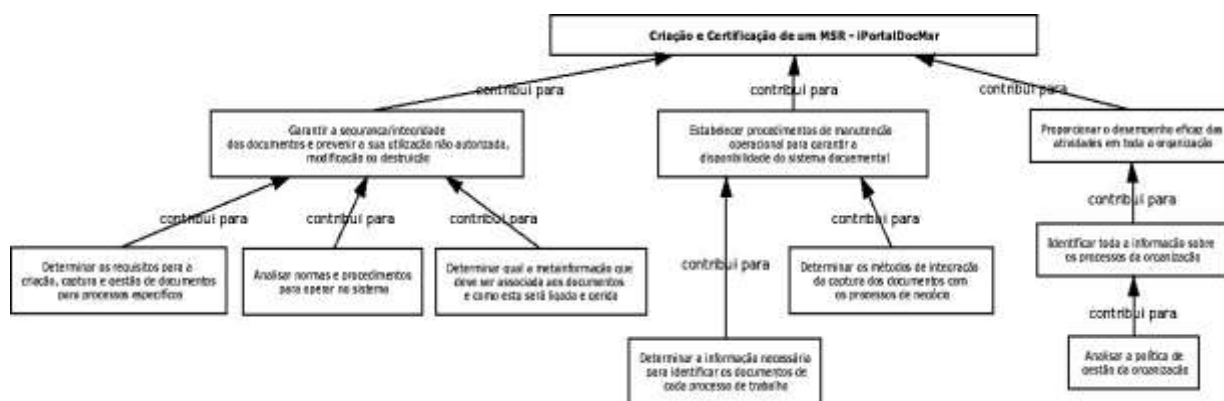 Criação e Certificação de um MSR - iPortalDocMsr
contribui para
contribui para
contribui para
Garantir a segurança/integridade
dos documentos e prevenir a sua utilização não autorizada,
modificação ou destruição
Estabelecer procedimentos de manutenção
operacional para garantir a
disponibilidade do sistema documental
Proporcionar o desempenho eficaz das
atividades em toda a organização
contribui para
contribui para
contribui para
contribui para
contribui para
contribui para
Determinar os requisitos para a
criação, captura e gestão de documentos
para processos específicos
Analisar normas e procedimentos
para operar no sistema
Determinar qual a metainformação que
deve ser associada aos documentos
e como esta será ligada e gerida
Determinar os métodos de integração
da captura dos documentos com
os processos de negócio
Identificar toda a informação sobre
os processos da organização
contribui para
Determinar a informação necessária
para identificar os documentos de
cada processo de trabalho
Analisar a política de
gestão da organização